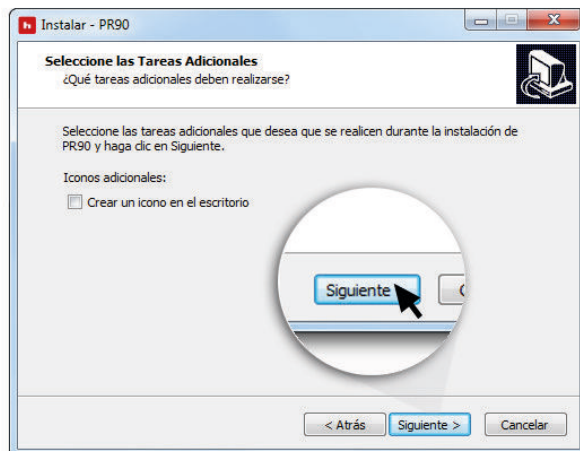 Instalar - PR90
Seleccione las Tareas Adicionales
¿Qué tareas adicionales deben realizarse?
Seleccione las tareas adicionales que desea que se realicen durante la instalación de
PR90 y haga clic en Siguiente.
Iconos adicionales:
Crear un icono en el escritorio
Siguiente
< Atrás
Siguiente >
Cancelar